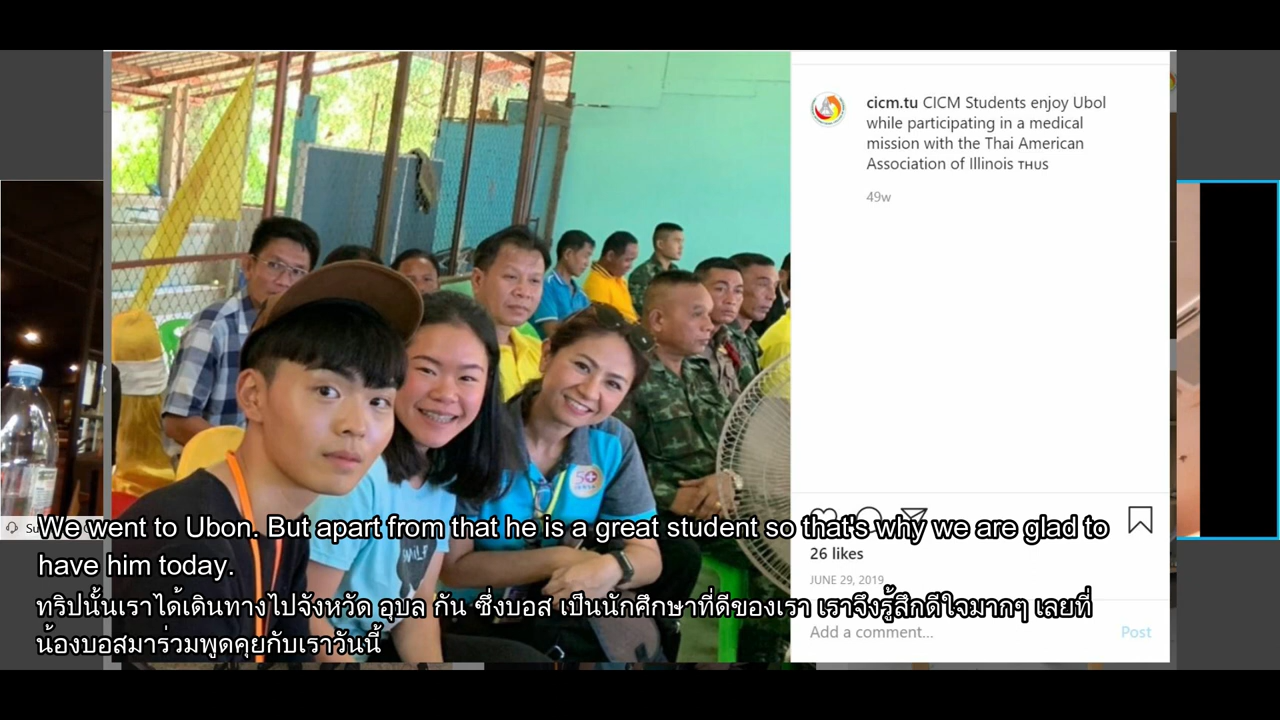 cicm.tu CICM Students enjoy Ubol
while participating in a medical
mission with the Thai American
Association of Illinois ᴛʜᴜs
49w
50
SMILE
Su
We went to Ubon. But apart from that he is a great student so that's why we are glad to
have him today.
26 likes
JUNE 29, 2019
ทริปนั้นเราได้เดินทางไปจังหวัด อุบล กัน ซึ่งบอส เป็นนักศึกษาที่ดีของเรา เราจึงรู้สึกดีใจมากๆ เลยที่
น้องบอสมาร่วมพูดคุยกับเราวันนี้
Add a comment...
Post